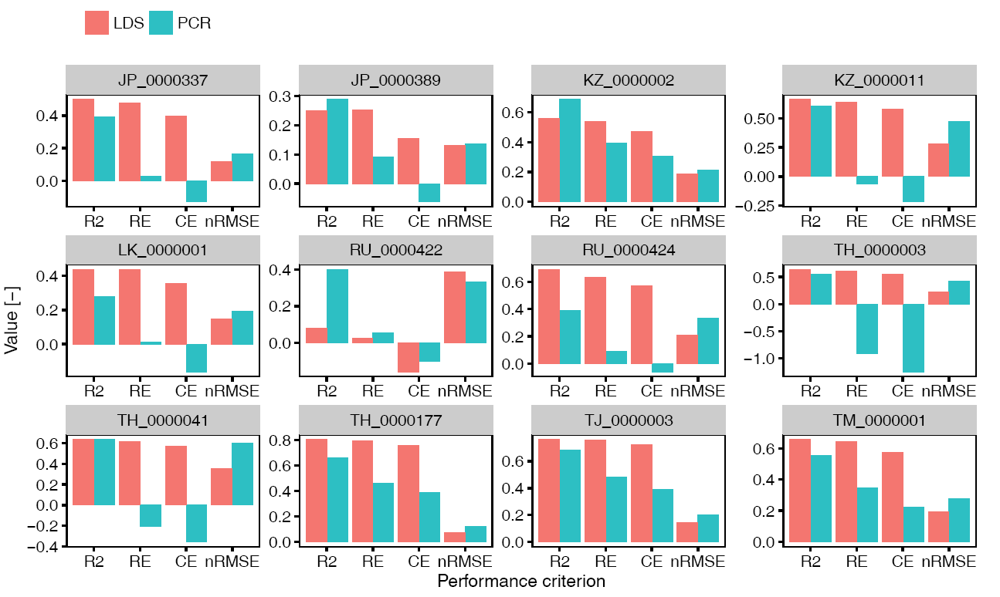 LDS PCR
JP_0000337 JP_0000389 KZ_0000002 KZ_0000011
0.4 0.2 0.0
0.3 0.2 0.1 0.0
0.6 0.4 0.2 0.0
0.50 0.25 0.00 −0.25
R2 RE CE nRMSE R2 RE CE nRMSE R2 RE CE nRMSE R2 RE CE nRMSE
LK_0000001 RU_0000422 RU_0000424 TH_0000003
Value [−]
0.4 0.2 0.0
0.4 0.2 0.0
0.6 0.4 0.2 0.0
0.5 0.0 −0.5 −1.0
R2 RE CE nRMSE R2 RE CE nRMSE R2 RE CE nRMSE R2 RE CE nRMSE
TH_0000041 TH_0000177 TJ_0000003 TM_0000001
0.6 0.4 0.2 0.0 −0.2 −0.4
0.8 0.6 0.4 0.2 0.0
0.6 0.4 0.2 0.0
0.6 0.4 0.2 0.0
R2 RE CE nRMSE R2 RE CE nRMSE R2 RE CE nRMSE R2 RE CE nRMSE
Performance criterion